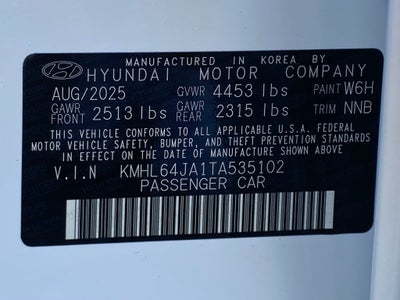 MANUFACTURED IN KOREA BY
HYUNDAI MOTOR COMPANY
AUG/2025 GVWR 4453 lbs PAINT W6H
GAWR FRONT 2513 lbs GAWR REAR 2315 lbs TRIM NNB
THIS VEHICLE CONFORMS TO ALL APPLICABLE U.S.A. FEDERAL
MOTOR VEHICLE SAFETY, BUMPER, AND THEFT PREVENTION STANDARDS
IN EFFECT ON THE DATE OF MANUFACTURE SHOWN ABOVE.
V.I.N KMHL64JA1TA535102
PASSENGER CAR